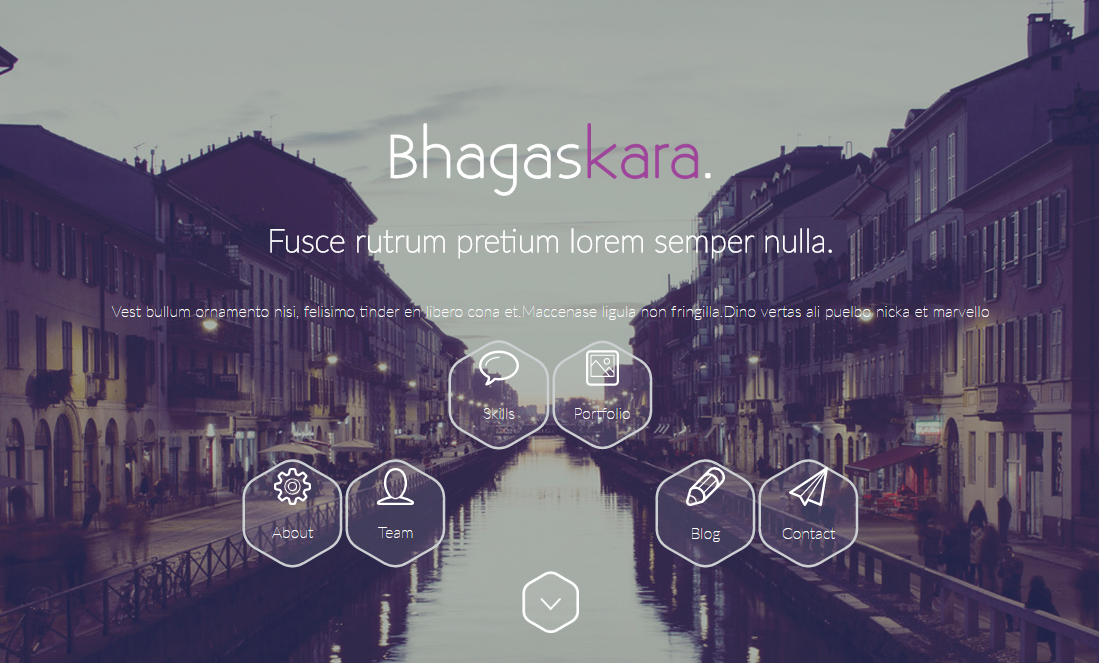 Bhagaskara.
Fusce rutrum pretium lorem semper nulla.
Vest bullum ornamento nisi, felisimo tinder en libero cona et.Maccenase ligula non fringilla.Dino vertas ali puelbo nicka et marvello
Skills
Portfolio
About
Team
Blog
Contact